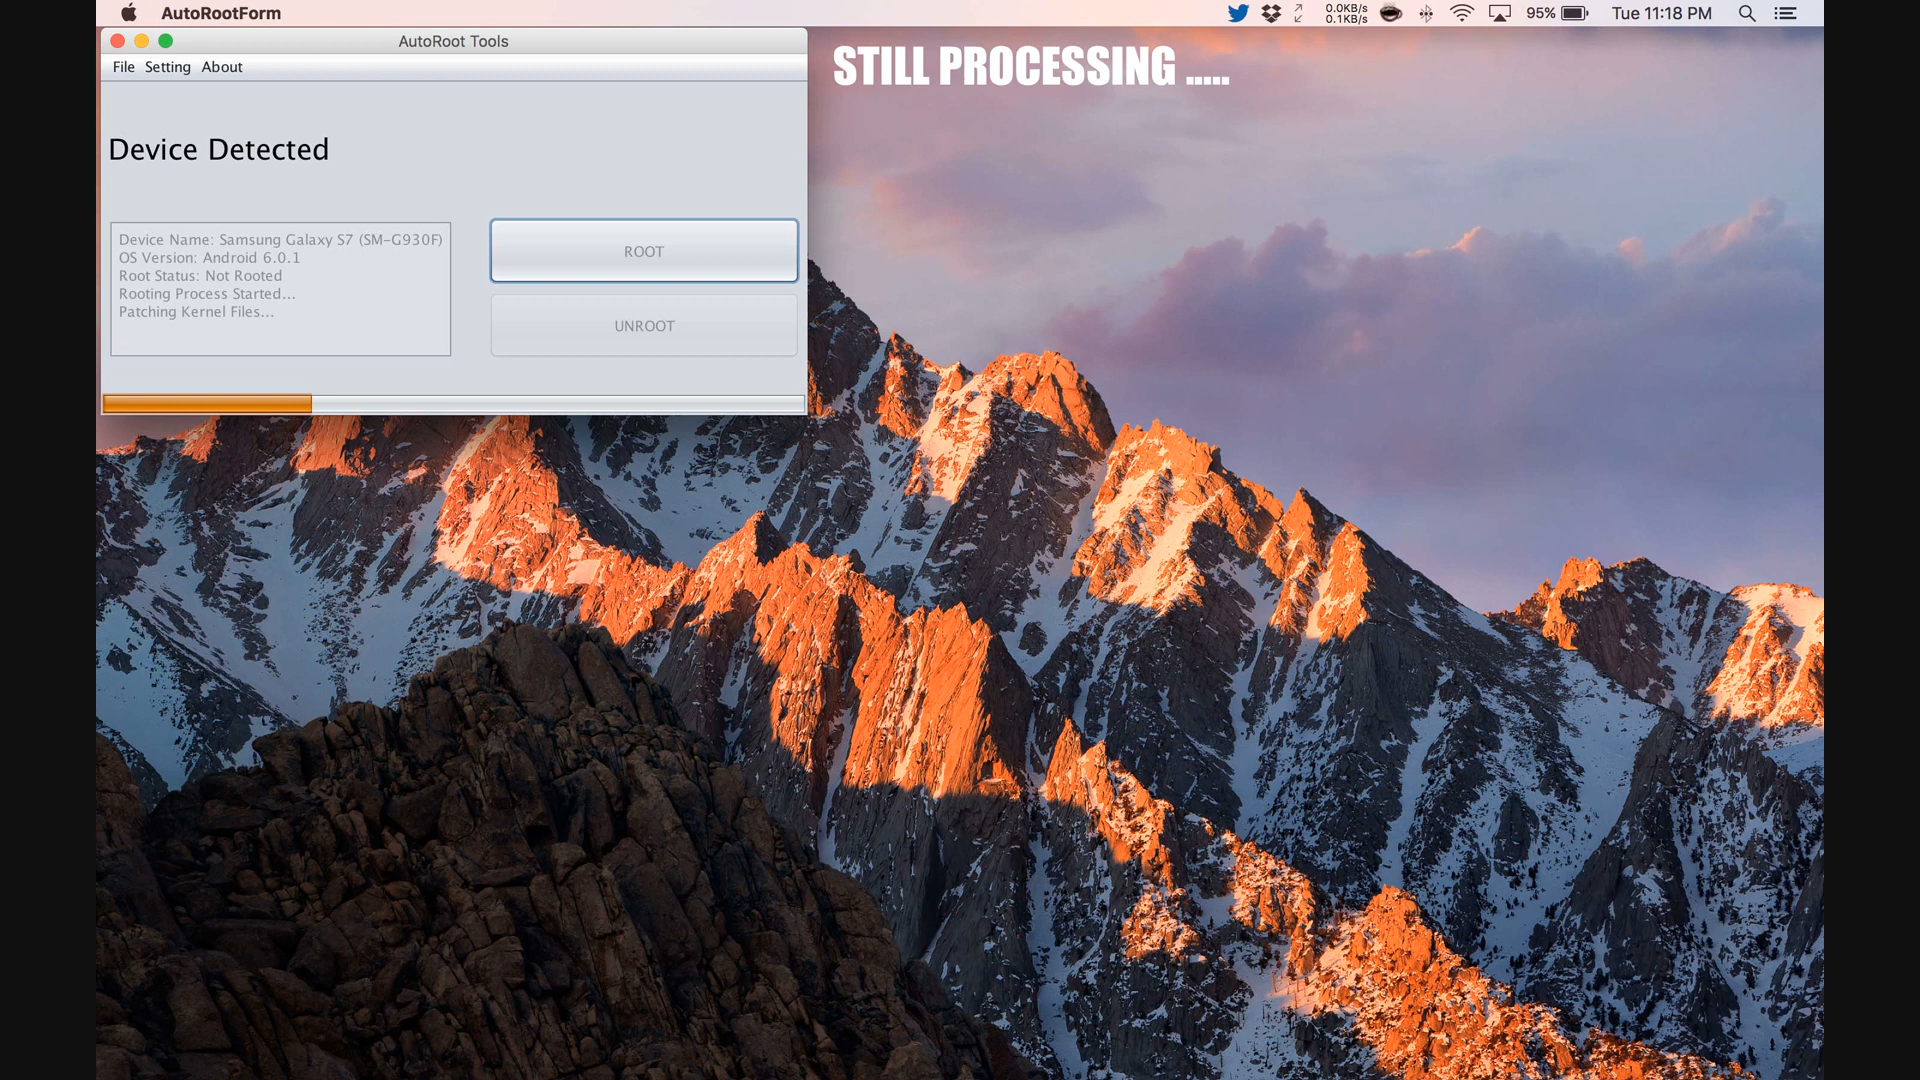 AutoRootForm
0.0KB/s
0.1KB/s
95%
Tue 11:18 PM
AutoRoot Tools
STILL PROCESSING .....
File Setting About
Device Detected
Device Name: Samsung Galaxy S7 (SM-G930F)
OS Version: Android 6.0.1
Root Status: Not Rooted
Rooting Process Started...
Patching Kernel Files...
ROOT
UNROOT